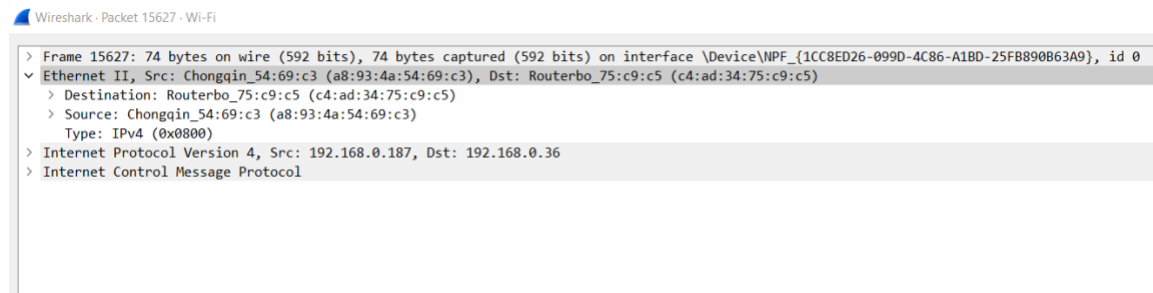 Wireshark · Packet 15627 · Wi-Fi
Frame 15627: 74 bytes on wire (592 bits), 74 bytes captured (592 bits) on interface \Device\NPF_{1CC8ED26-099D-4C86-A1BD-25FB890B63A9}, id 0
Ethernet II, Src: Chongqin_54:69:c3 (a8:93:4a:54:69:c3), Dst: Routerbo_75:c9:c5 (c4:ad:34:75:c9:c5)
Destination: Routerbo_75:c9:c5 (c4:ad:34:75:c9:c5)
Source: Chongqin_54:69:c3 (a8:93:4a:54:69:c3)
Type: IPv4 (0x0800)
Internet Protocol Version 4, Src: 192.168.0.187, Dst: 192.168.0.36
Internet Control Message Protocol